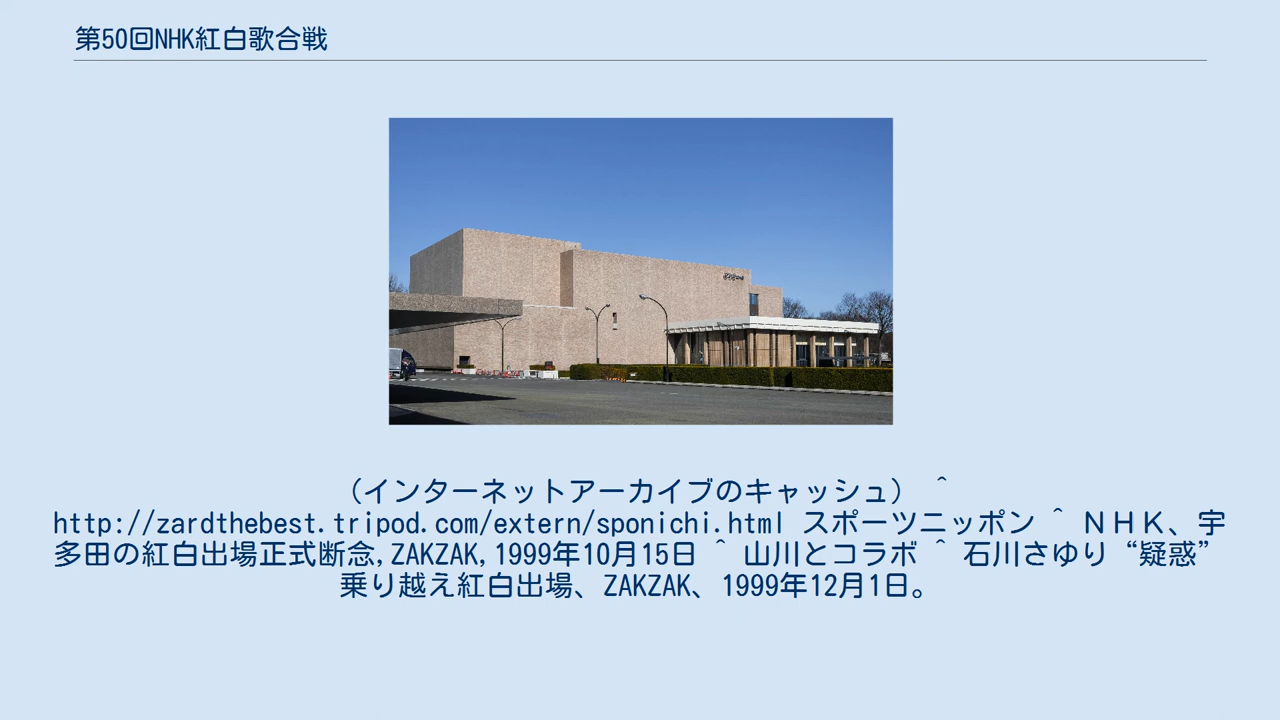 第50回NHK紅白歌合戦
（インターネットアーカイブのキャッシュ） ^
http://zardthebest.tripod.com/extern/sponichi.html スポーツニッポン ^ ＮＨＫ、宇
多田の紅白出場正式断念,ZAKZAK,1999年10月15日 ^ 山川とコラボ ^ 石川さゆり “疑惑”
乗り越え紅白出場、ZAKZAK、1999年12月1日。